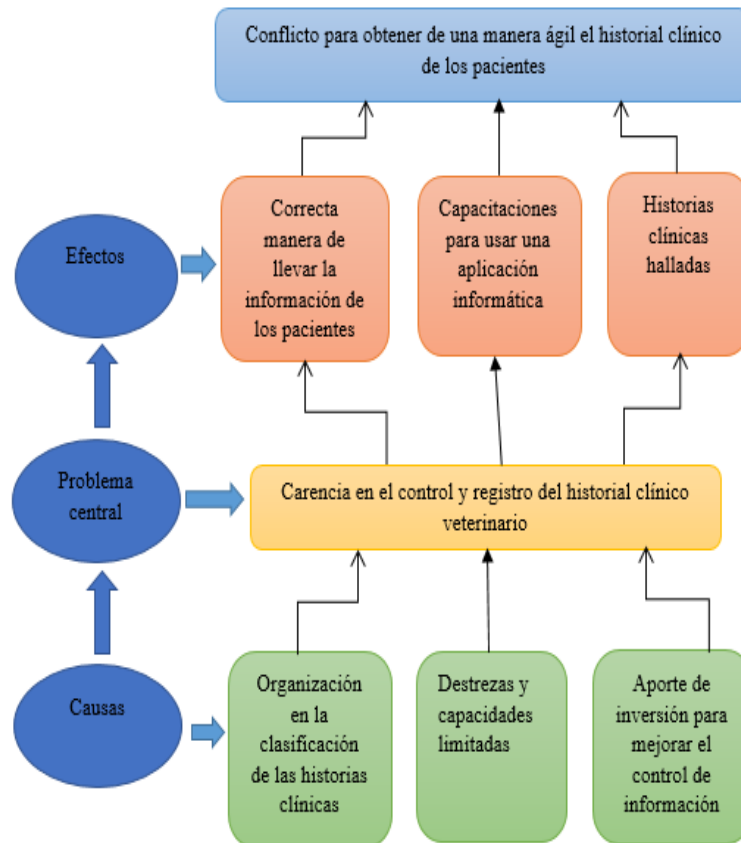 Conflicto para obtener de una manera ágil el historial clínico
de los pacientes
Efectos
Correcta
manera de
llevar la
información de
los pacientes
Capacitaciones
para usar una
aplicación
informática
Historias
clínicas
halladas
Problema
central
Carencia en el control y registro del historial clínico
veterinario
Causas
Organización
en la
clasificación
de las historias
clínicas
Destrezas y
capacidades
limitadas
Aporte de
inversión para
mejorar el
control de
información